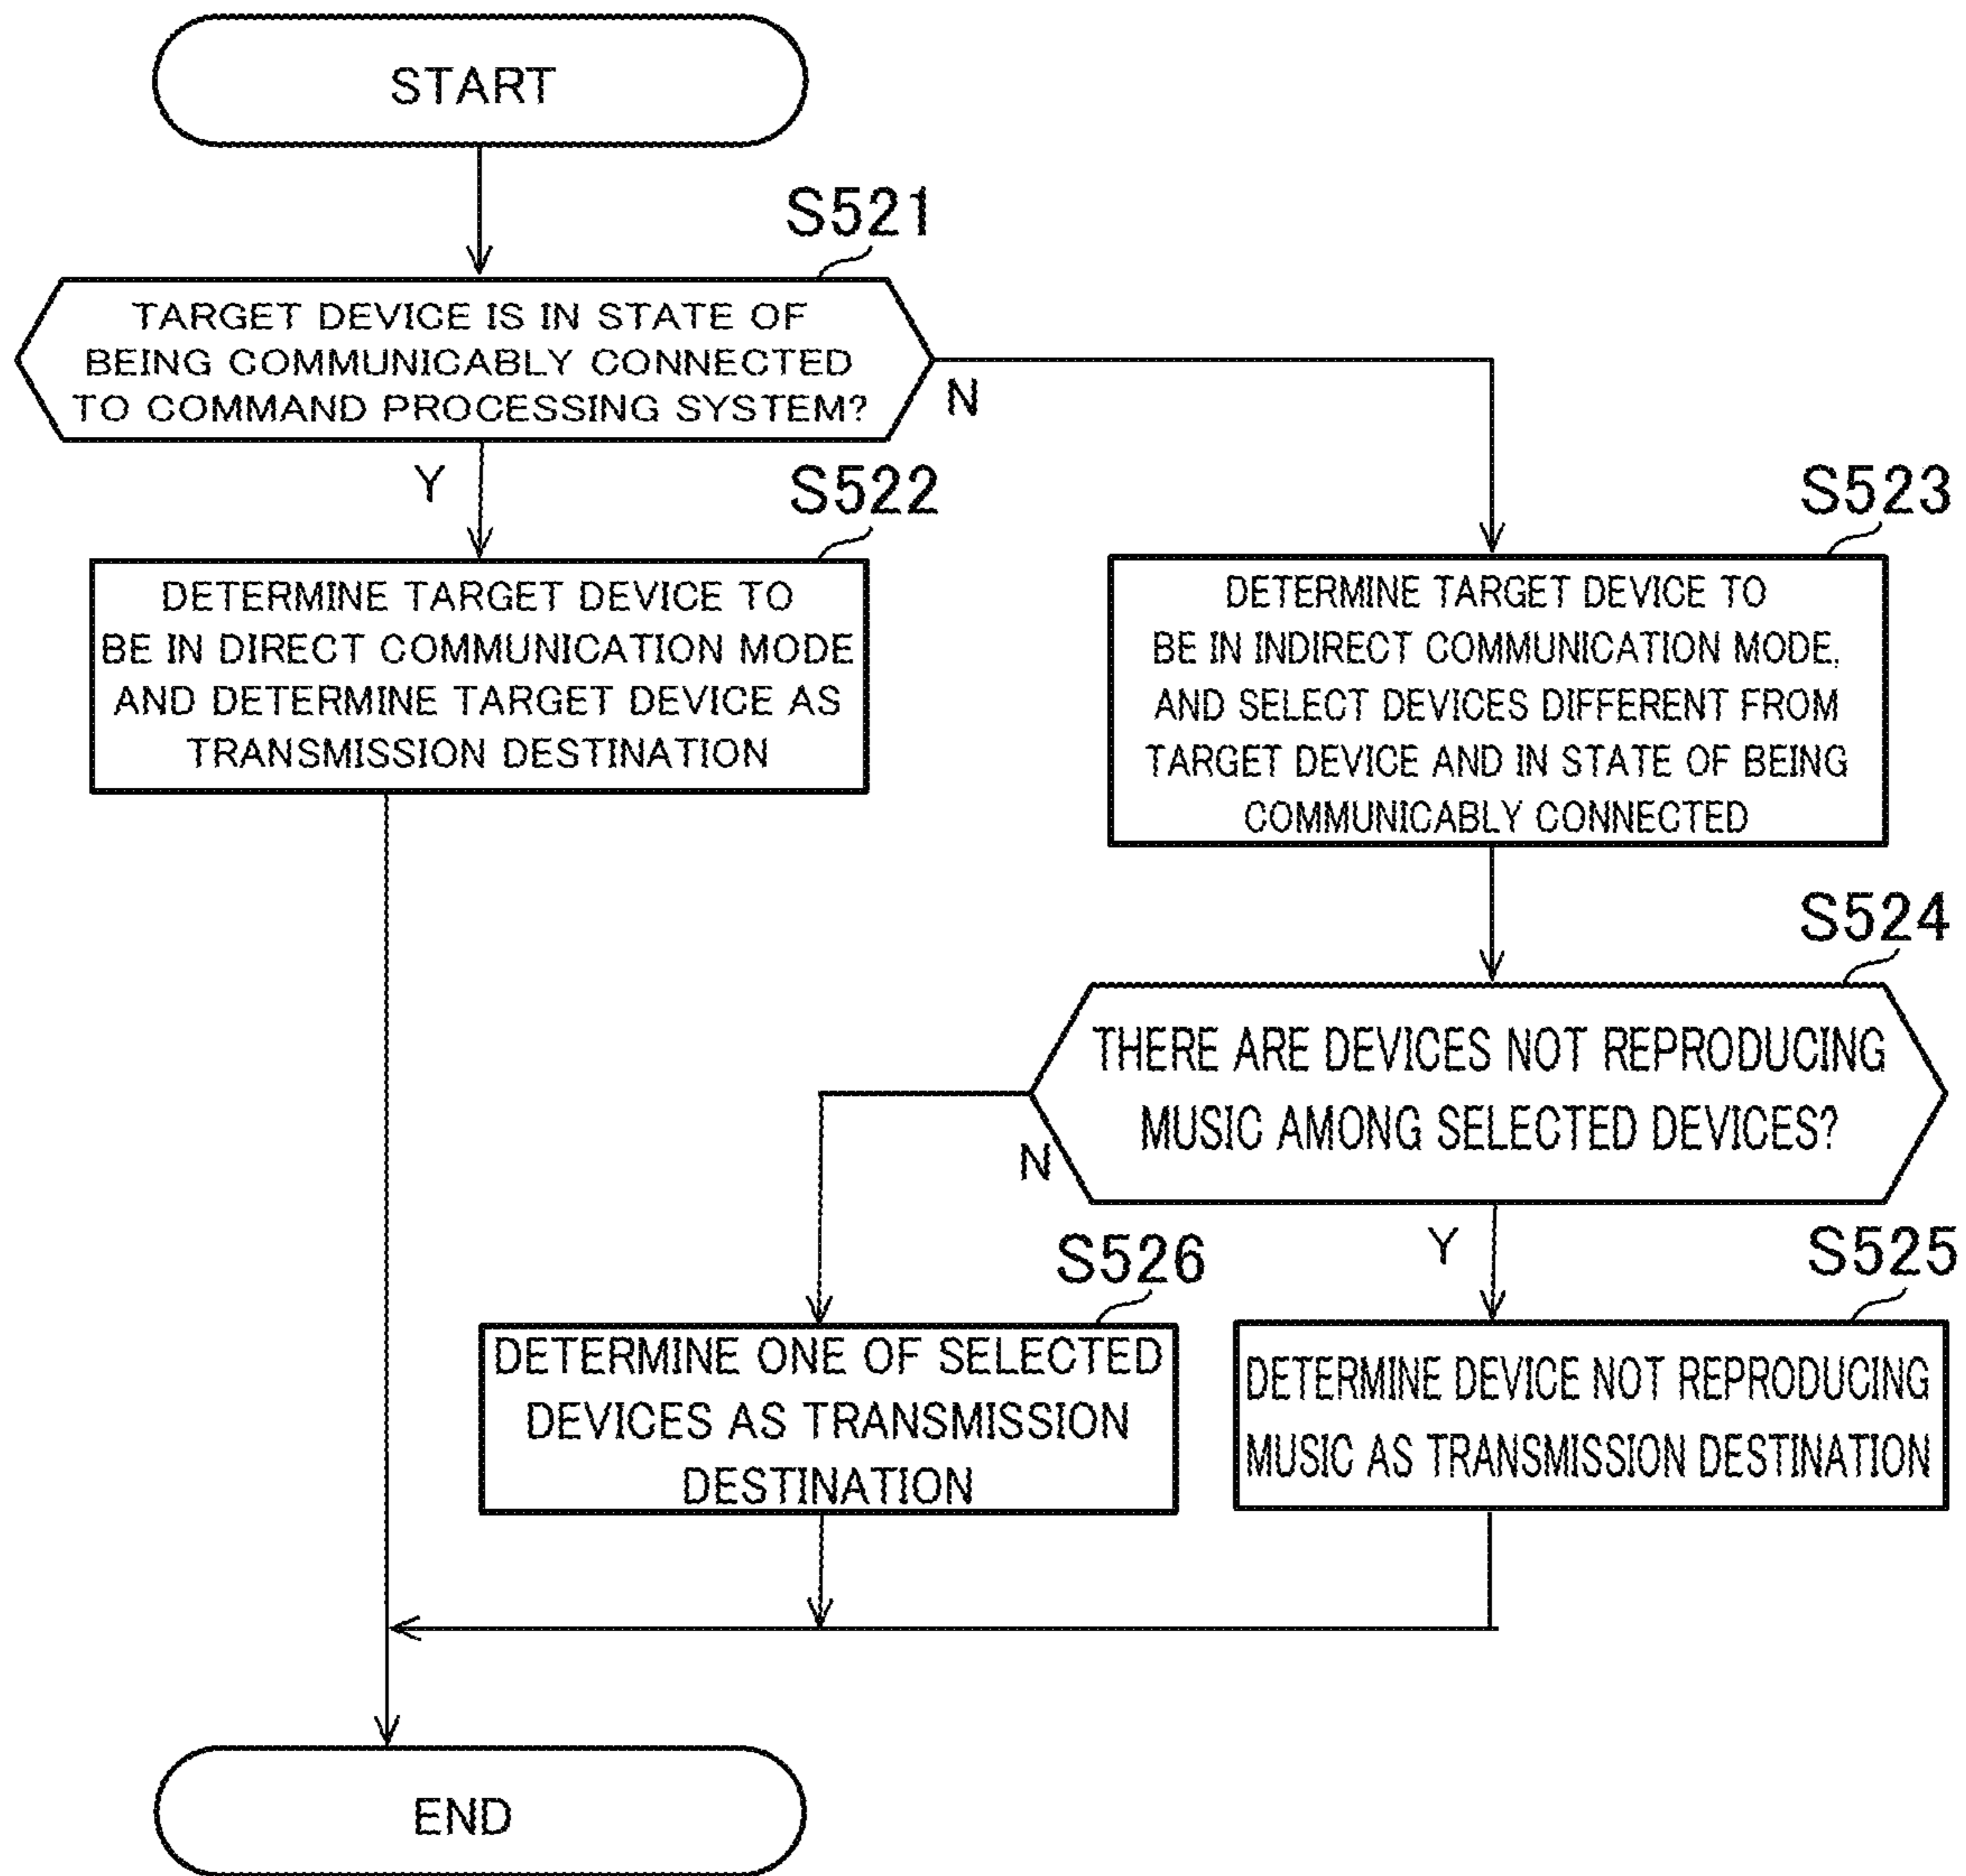 START
S521
TARGET DEVICE IS IN STATE OF
BEING COMMUNICABLY CONNECTED
TO COMMAND PROCESSING SYSTEM?
N
Y
S522
DETERMINE TARGET DEVICE TO
BE IN DIRECT COMMUNICATION MODE
AND DETERMINE TARGET DEVICE AS
TRANSMISSION DESTINATION
S523
DETERMINE TARGET DEVICE TO
BE IN INDIRECT COMMUNICATION MODE,
AND SELECT DEVICES DIFFERENT FROM
TARGET DEVICE AND IN STATE OF BEING
COMMUNICABLY CONNECTED
S524
THERE ARE DEVICES NOT REPRODUCING
MUSIC AMONG SELECTED DEVICES?
N
Y
S526
DETERMINE ONE OF SELECTED
DEVICES AS TRANSMISSION
DESTINATION
S525
DETERMINE DEVICE NOT REPRODUCING
MUSIC AS TRANSMISSION DESTINATION
END